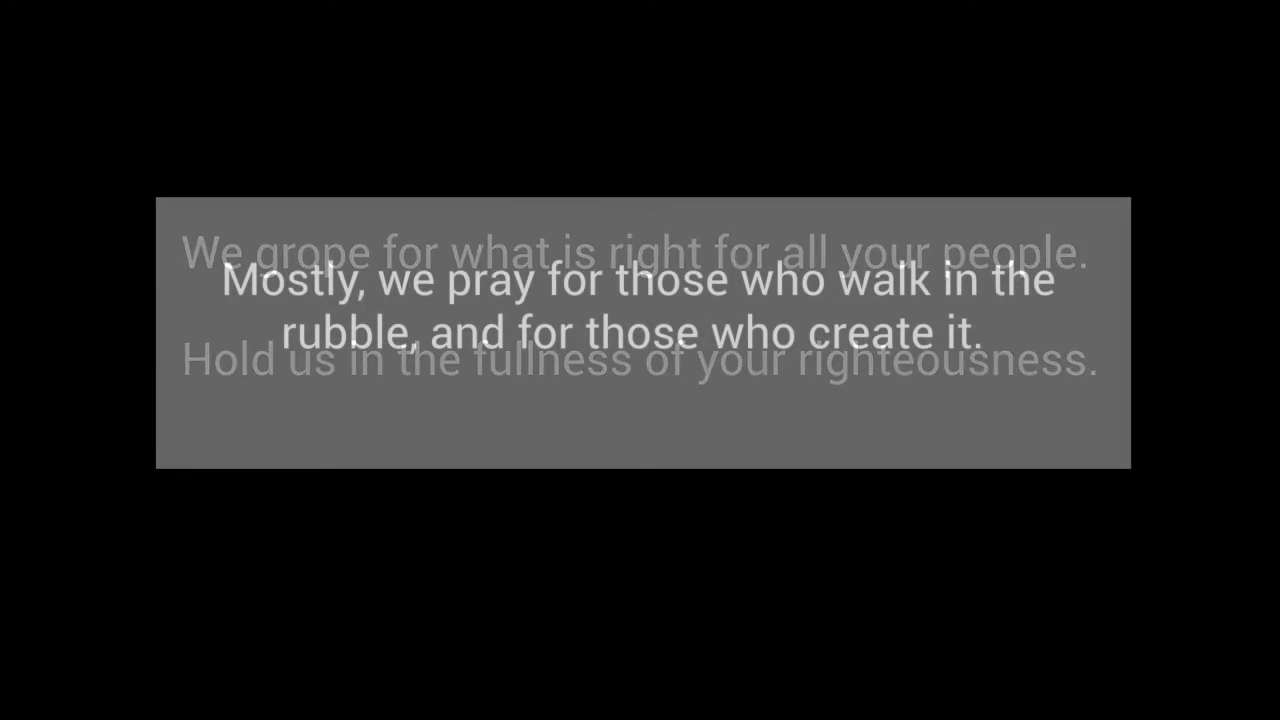 We grope for what is right for all your people.
Mostly, we pray for those who walk in the
rubble, and for those who create it.
Hold us in the fullness of your righteousness.